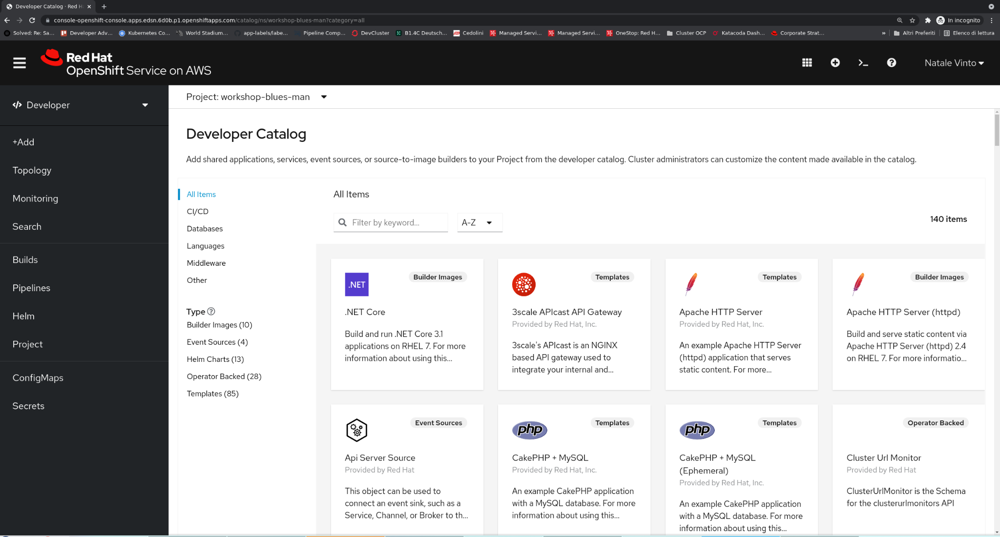 Developer Catalog · Red H
console-openshift-console.apps.edsn.6d0b.p1.openshiftapps.com/catalog/ns/workshop-blues-man?category=all
In incognito
Solved: Re: Sa...
Developer Adv...
Kubernetes Co...
World Stadium...
app-labels/labe...
Pipeline Comp...
DevCluster
B1.4C Deutsch...
Cedolini
Managed Servi...
Managed Servi...
OneStop: Red H...
Cluster OCP
Katacoda Dash...
Corporate Strat...
»
Altri Preferiti
Elenco di lettura
Red Hat
OpenShift Service on AWS
Natale Vinto
Developer
+Add
Topology
Monitoring
Search
Builds
Pipelines
Helm
Project
ConfigMaps
Secrets
Project: workshop-blues-man
Developer Catalog
Add shared applications, services, event sources, or source-to-image builders to your Project from the developer catalog. Cluster administrators can customize the content made available in the catalog.
All Items
CI/CD
Databases
Languages
Middleware
Other
Type
Builder Images (10)
Event Sources (4)
Helm Charts (13)
Operator Backed (28)
Templates (85)
All Items
Filter by keyword...
A-Z
140 items
.NET
Builder Images
.NET Core
Build and run .NET Core 3.1
applications on RHEL 7. For more
information about using this...
Templates
3scale APIcast API Gateway
Provided by Red Hat, Inc.
3scale's APIcast is an NGINX
based API gateway used to
integrate your internal and...
Templates
Apache HTTP Server
Provided by Red Hat, Inc.
An example Apache HTTP Server
(httpd) application that serves
static content. For more...
Builder Images
Apache HTTP Server (httpd)
Build and serve static content via
Apache HTTP Server (httpd) 2.4
on RHEL 7. For more informatio...
Event Sources
Api Server Source
Provided by Red Hat
This object can be used to
connect an event sink, such as a
Service, Channel, or Broker to th...
php
Templates
CakePHP + MySQL
Provided by Red Hat, Inc.
An example CakePHP application
with a MySQL database. For more
information about using this...
php
Templates
CakePHP + MySQL
(Ephemeral)
Provided by Red Hat, Inc.
An example CakePHP application
with a MySQL database. For more
information about using this...
Operator Backed
Cluster Url Monitor
Provided by Red Hat
ClusterUrlMonitor is the Schema
for the clusterurlmonitors API